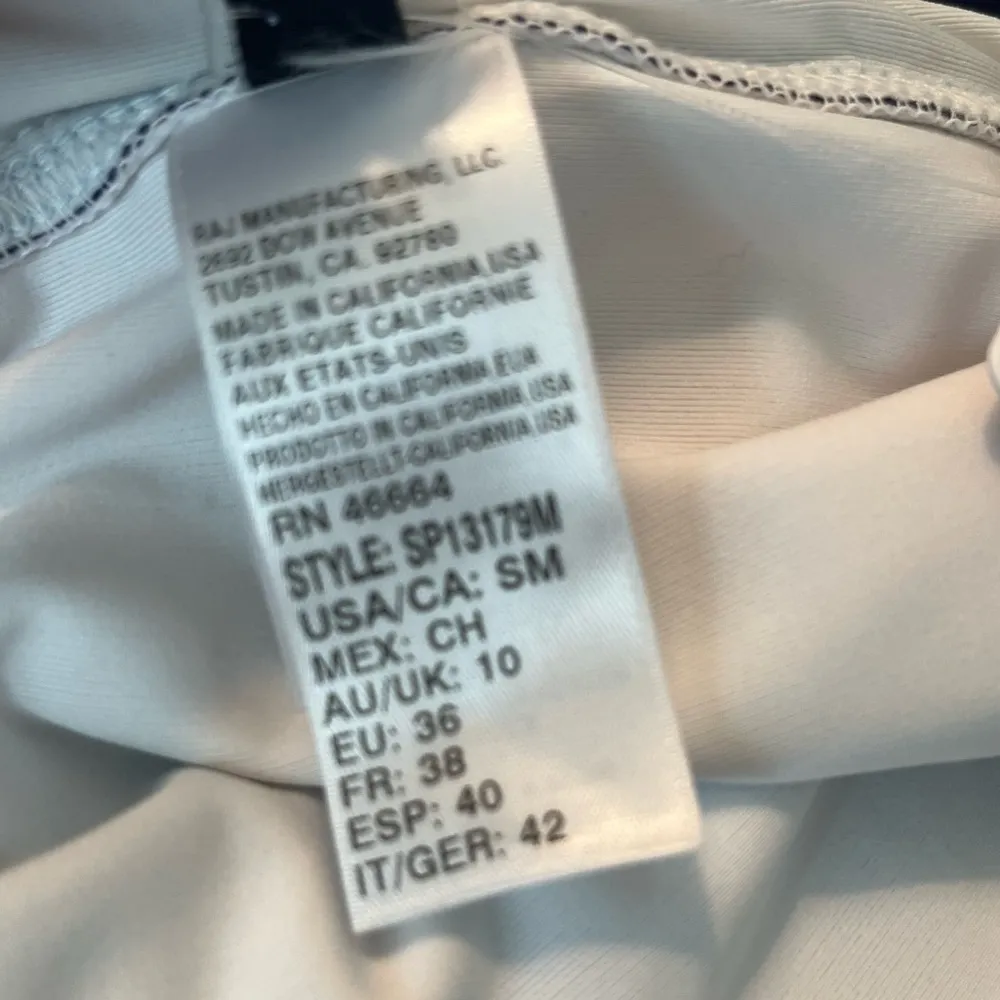 RAJ MANUFACTURING, LLC
2692 DOW AVENUE
TUSTIN, CA. 92780
MADE IN CALIFORNIA, USA
FABRIQUE CALIFORNIE
AUX ETATS-UNIS
HECHO EN CALIFORNIA, EUA
PRODOTTO IN CALIFORNIA, USA
HERGESTELLT-CALIFORNIA, USA
RN 46664
STYLE: SP13179M
USA/CA: SM
MEX: CH
AU/UK: 10
EU: 36
FR: 38
ESP: 40
IT/GER: 42